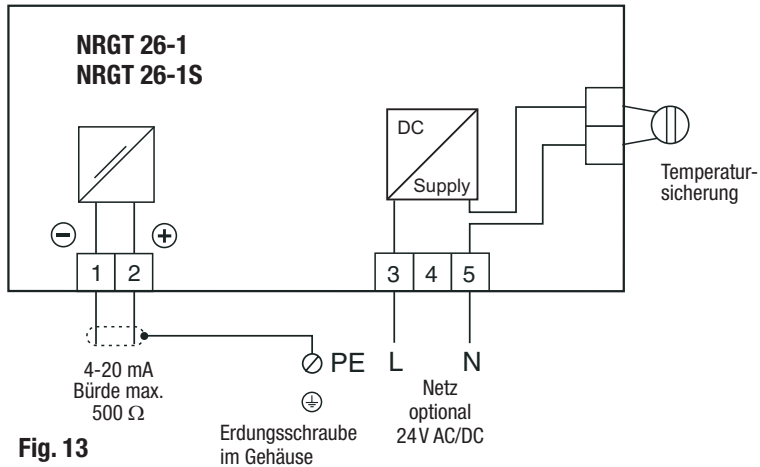 NRGT 26-1
NRGT 26-1S
DC
Supply
Temperatur-
sicherung
1
2
3
4
5
4-20 mA
Bürde max.
500 Ω
PE
L
N
Netz
optional
24V AC/DC
Erdungsschraube
im Gehäuse
Fig. 13